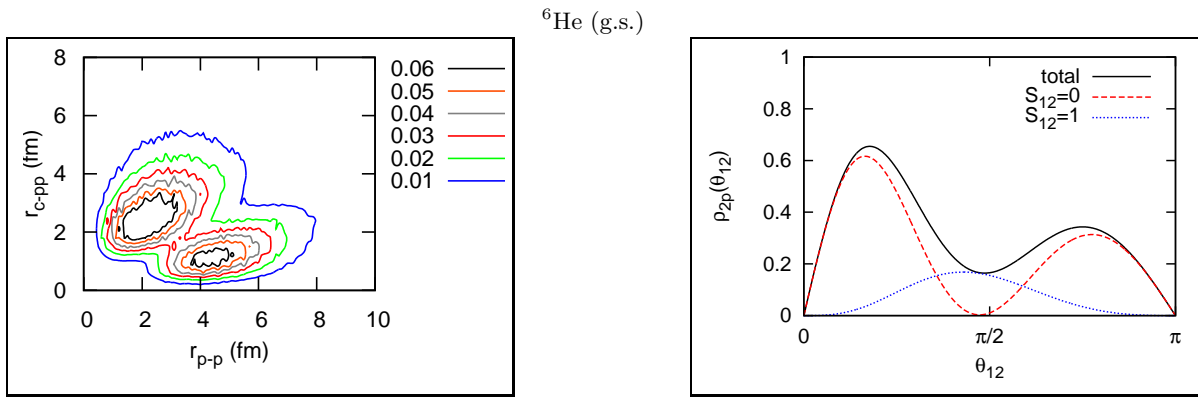 ⁶He (g.s.)
8
6
4
2
0
r_c-pp (fm)
0 2 4 6 8 10
r_p-p (fm)
0.06
0.05
0.04
0.03
0.02
0.01
1
0.8
0.6
0.4
0.2
0
ρ_2p(θ_12)
total
S_12=0
S_12=1
0 π/2 π
θ_12